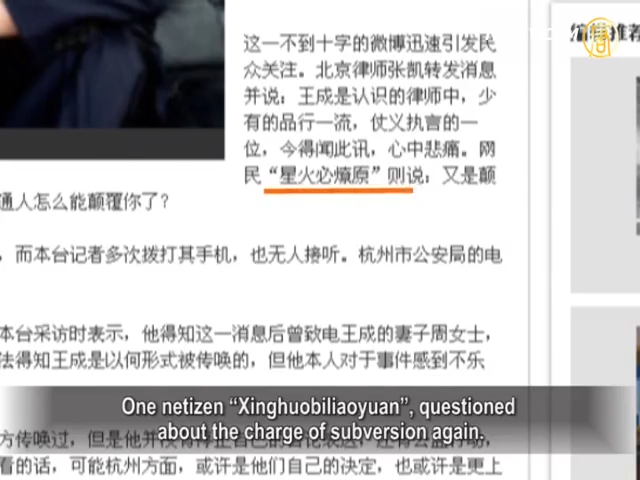 这一不到十字的微博迅速引发民
众关注。北京律师张凯转发消息
并说：王成是认识的律师中，少
有的品行一流，仗义执言的一
位，今得闻此讯，心中悲痛。网
民“星火必燎原”则说：又是颠
通人怎么能颠覆你了？
，而本台记者多次拨打其手机，也无人接听。杭州市公安局的电
本台采访时表示，他得知这一消息后曾致电王成的妻子周女士，
法得知王成是以何形式被传唤的，但他本人对于事件感到不乐
One netizen “Xinghuobiliaoyuan”, questioned
about the charge of subversion again.
方传唤过，但是他并
看的话，可能杭州方面，或许是他们自己的决定，也或许是更上